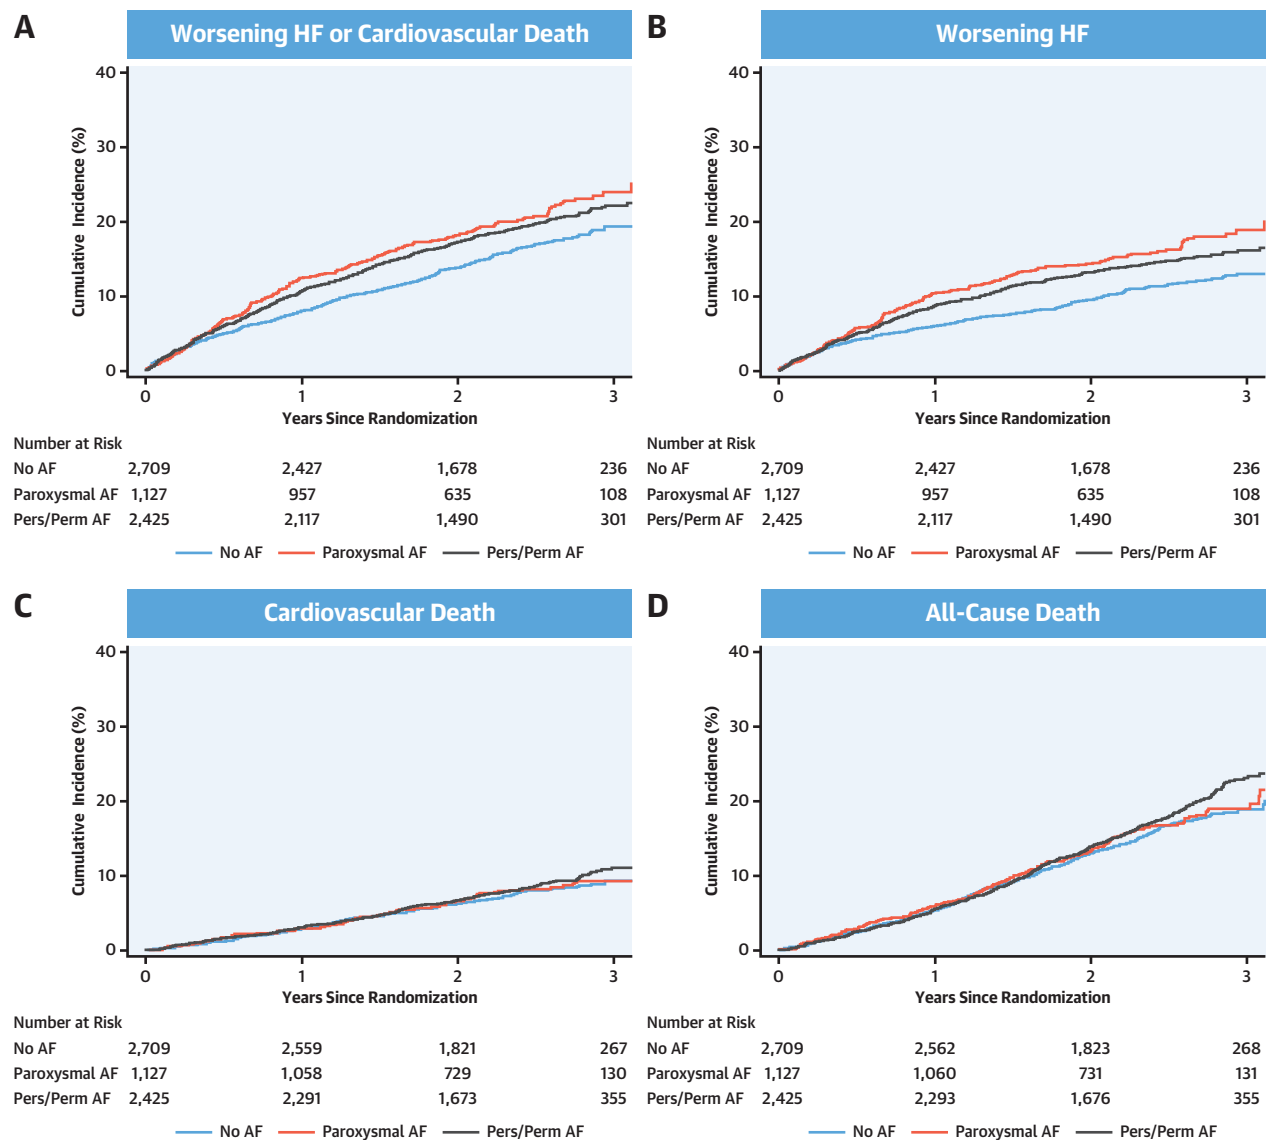 A
Worsening HF or Cardiovascular Death
Cumulative Incidence (%)
40
30
20
10
0
0 1 2 3
Years Since Randomization
Number at Risk
No AF 2,709 2,427 1,678 236
Paroxysmal AF 1,127 957 635 108
Pers/Perm AF 2,425 2,117 1,490 301
No AF Paroxysmal AF Pers/Perm AF
B
Worsening HF
Cumulative Incidence (%)
40
30
20
10
0
0 1 2 3
Years Since Randomization
Number at Risk
No AF 2,709 2,427 1,678 236
Paroxysmal AF 1,127 957 635 108
Pers/Perm AF 2,425 2,117 1,490 301
No AF Paroxysmal AF Pers/Perm AF
C
Cardiovascular Death
Cumulative Incidence (%)
40
30
20
10
0
0 1 2 3
Years Since Randomization
Number at Risk
No AF 2,709 2,559 1,821 267
Paroxysmal AF 1,127 1,058 729 130
Pers/Perm AF 2,425 2,291 1,673 355
No AF Paroxysmal AF Pers/Perm AF
D
All-Cause Death
Cumulative Incidence (%)
40
30
20
10
0
0 1 2 3
Years Since Randomization
Number at Risk
No AF 2,709 2,562 1,823 268
Paroxysmal AF 1,127 1,060 731 131
Pers/Perm AF 2,425 2,293 1,676 355
No AF Paroxysmal AF Pers/Perm AF